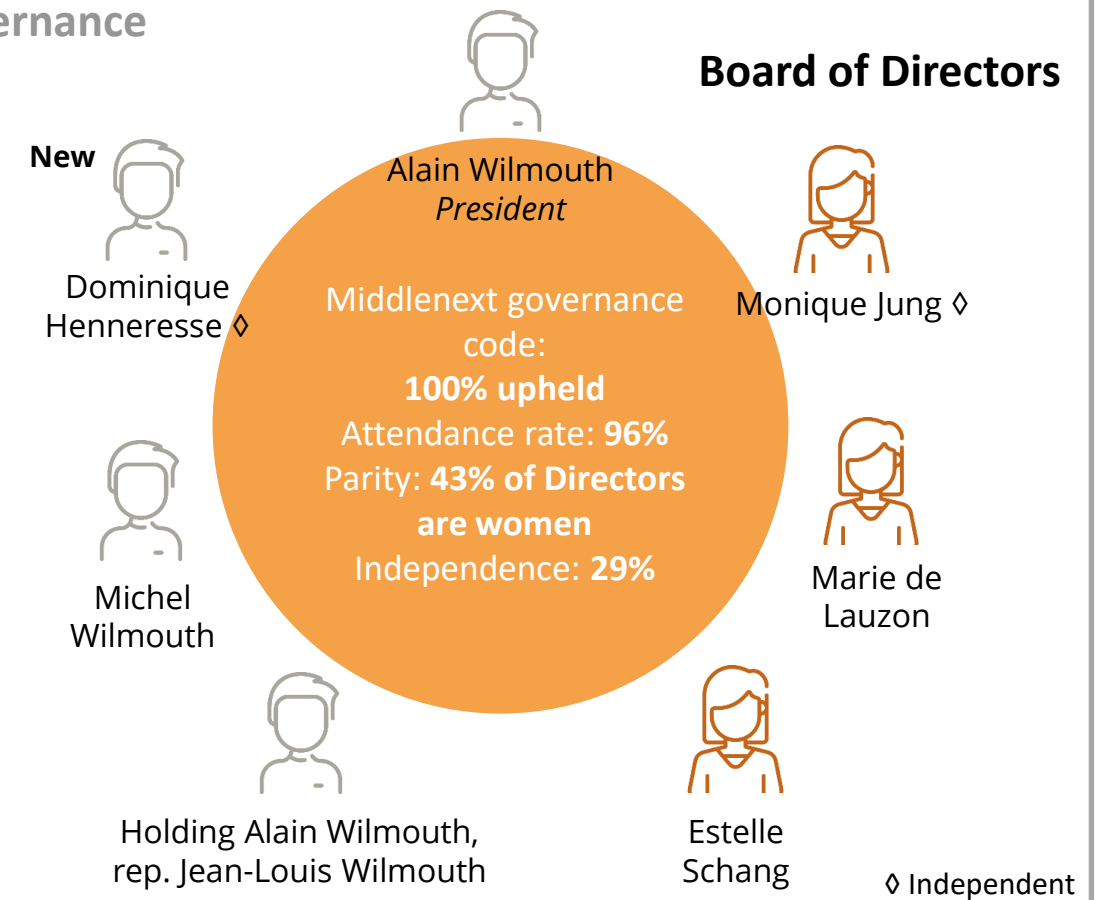 Board of Directors
Alain Wilmouth
President
New
Dominique
Henneresse ◊
Monique Jung ◊
Middlenext governance
code:
100% upheld
Attendance rate: 96%
Parity: 43% of Directors
are women
Independence: 29%
Michel
Wilmouth
Marie de
Lauzon
Holding Alain Wilmouth,
rep. Jean-Louis Wilmouth
Estelle
Schang
◊ Independent